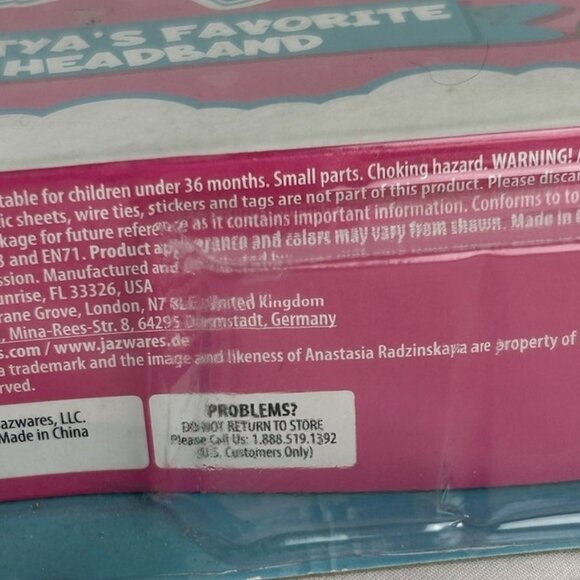 TYA'S FAVORITE
HEADBAND
table for children under 36 months. Small parts. Choking hazard. WARNING! A
ic sheets, wire ties, stickers and tags are not part of this product. Please discar
kage for future reference as it contains important information. Conforms to
3 and EN71. Product appearance and colors may vary from shown. Made in
ission. Manufactured and distributed by
unrise, FL 33326, USA
rane Grove, London, N7 8LE, United Kingdom
, Mina-Rees-Str. 8, 64295 Darmstadt, Germany
s.com / www.jazwares.de
a trademark and the image and likeness of Anastasia Radzinskaya are property of
rved.
azwares, LLC.
Made in China
PROBLEMS?
DO NOT RETURN TO STORE
Please Call Us: 1.888.519.1392
(U.S. Customers Only)